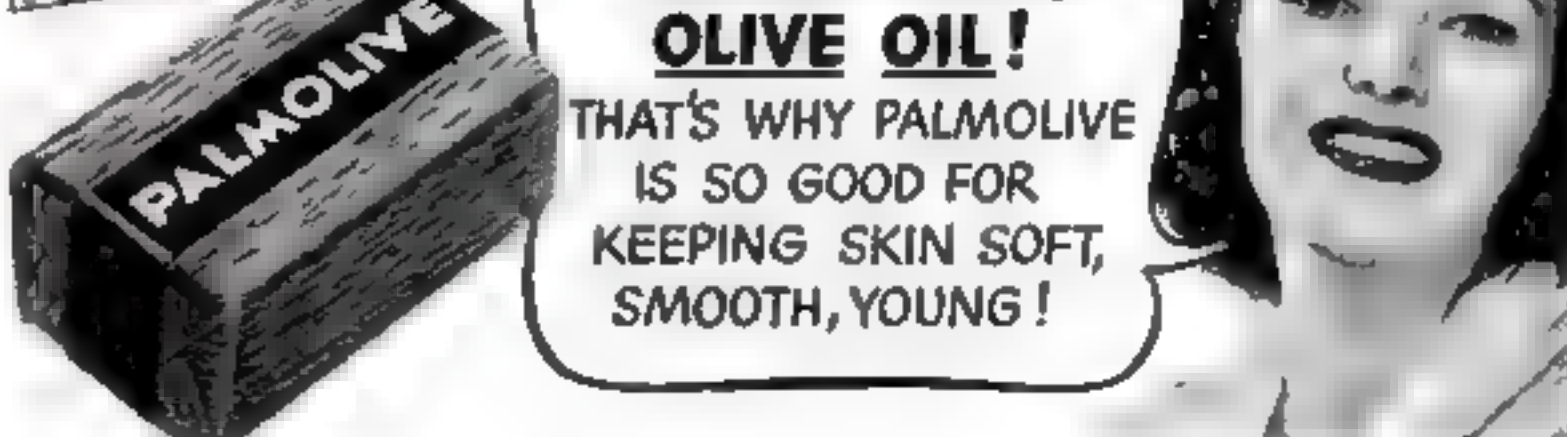 PALMOLIVE
OLIVE OIL!
THAT'S WHY PALMOLIVE
IS SO GOOD FOR
KEEPING SKIN SOFT,
SMOOTH, YOUNG!